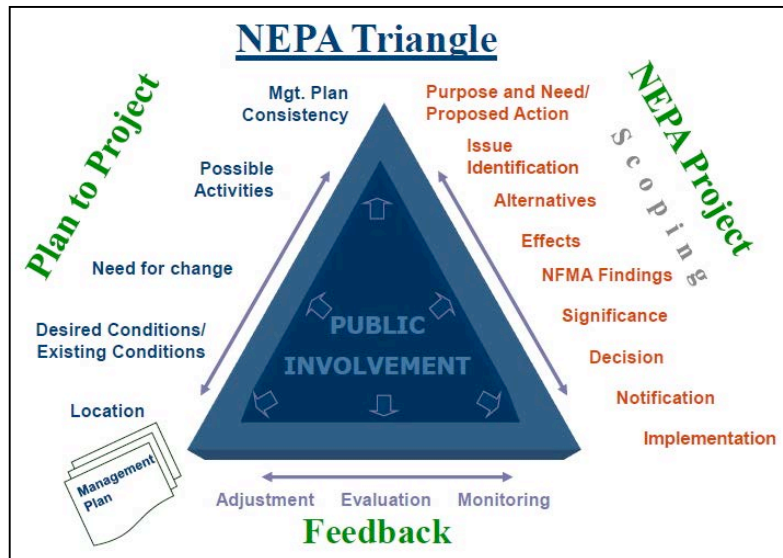 NEPA Triangle
Plan to Project
Mgt. Plan
Consistency
Possible
Activities
Need for change
Desired Conditions/
Existing Conditions
Location
Management
Plan
NEPA Project
Scoping
Purpose and Need/
Proposed Action
Issue
Identification
Alternatives
Effects
NFMA Findings
Significance
Decision
Notification
Implementation
PUBLIC
INVOLVEMENT
Adjustment Evaluation Monitoring
Feedback